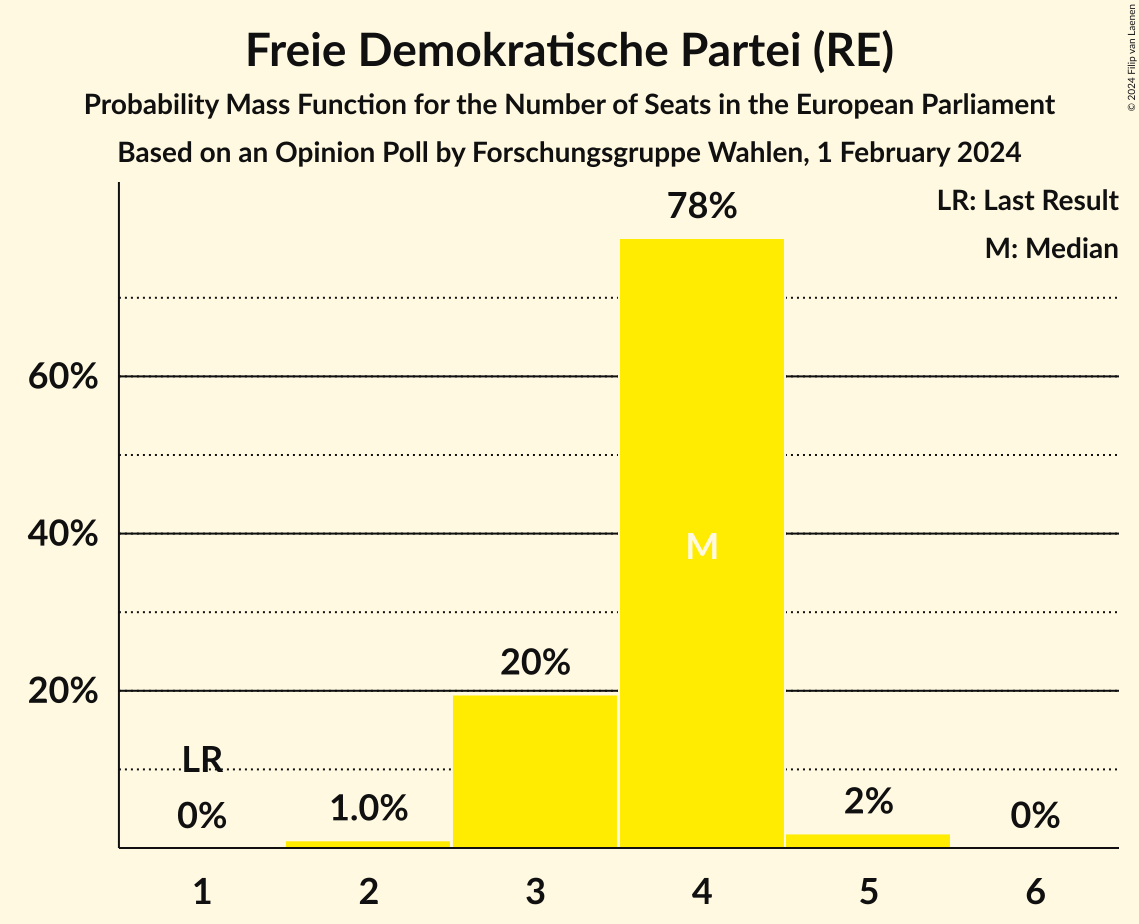 Freie Demokratische Partei (RE)
Probability Mass Function for the Number of Seats in the European Parliament
Based on an Opinion Poll by Forschungsgruppe Wahlen, 1 February 2024
© 2024 Filip van Laenen
LR: Last Result
M: Median
78%
60%
40%
M
20%
20%
LR
0%
1.0%
2%
0%
1 2 3 4 5 6